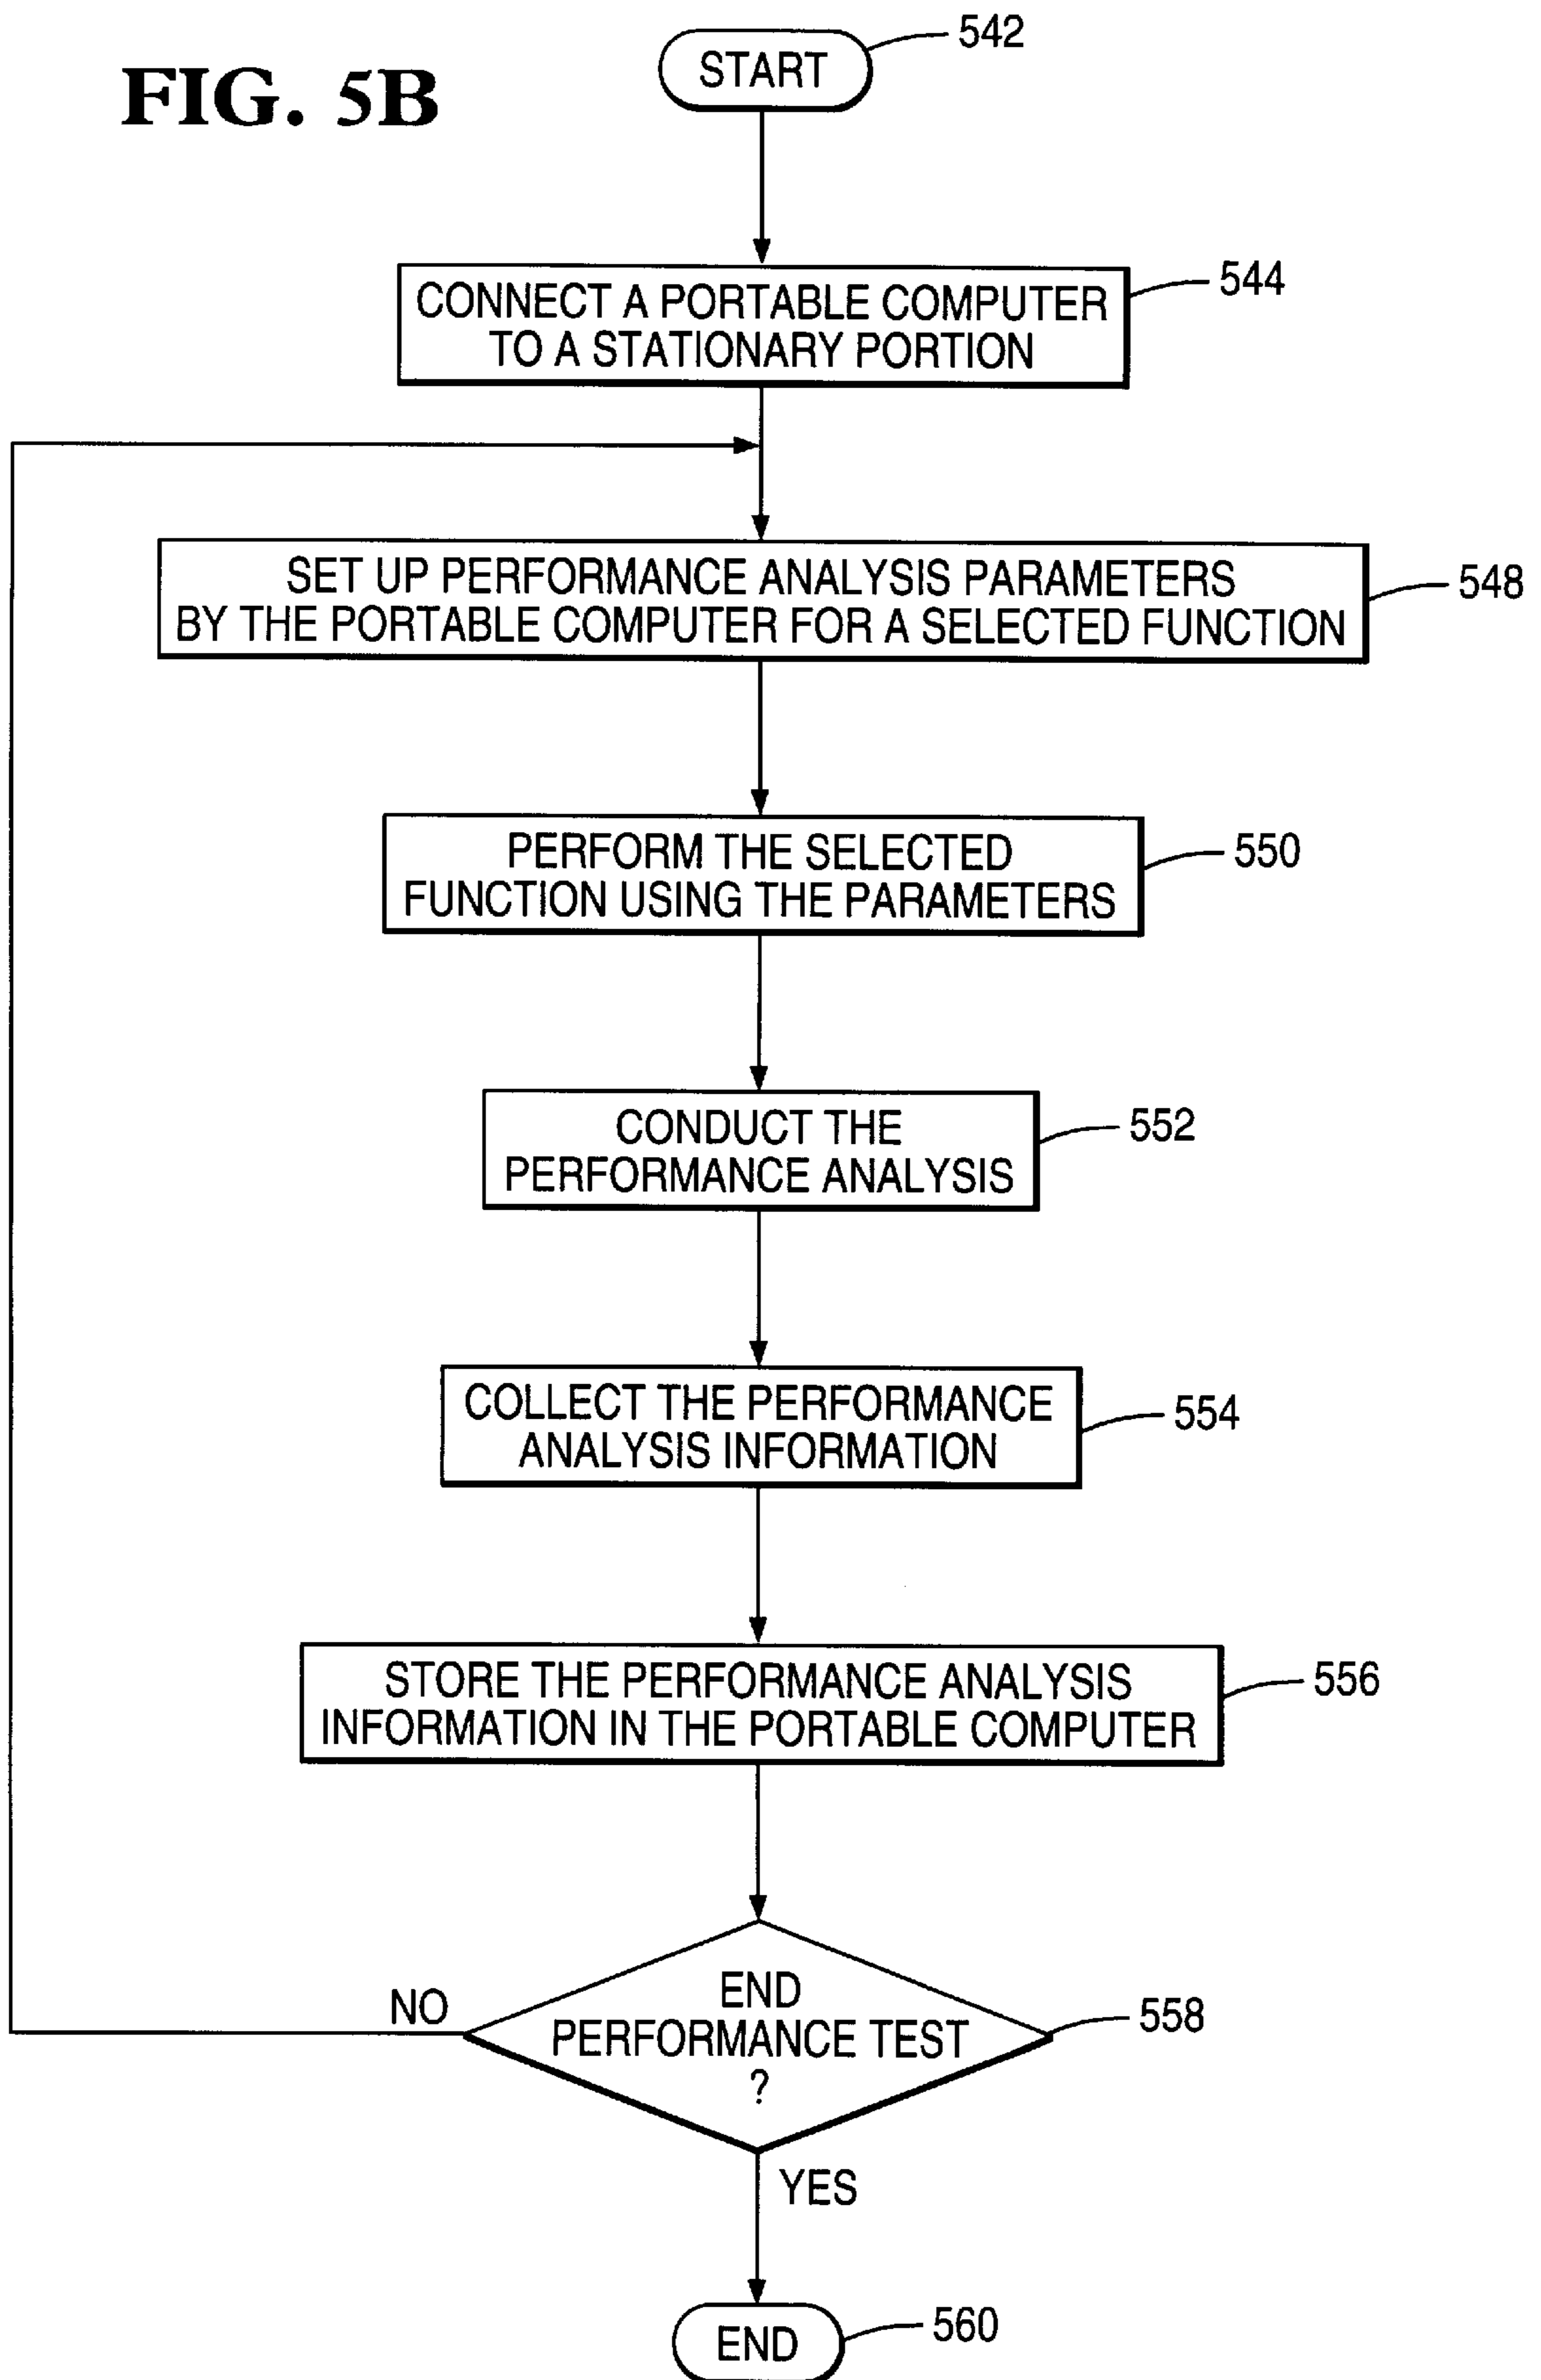 FIG. 5B
START
542
CONNECT A PORTABLE COMPUTER
TO A STATIONARY PORTION
544
SET UP PERFORMANCE ANALYSIS PARAMETERS
BY THE PORTABLE COMPUTER FOR A SELECTED FUNCTION
548
PERFORM THE SELECTED
FUNCTION USING THE PARAMETERS
550
CONDUCT THE
PERFORMANCE ANALYSIS
552
COLLECT THE PERFORMANCE
ANALYSIS INFORMATION
554
STORE THE PERFORMANCE ANALYSIS
INFORMATION IN THE PORTABLE COMPUTER
556
END
PERFORMANCE TEST
?
558
NO
YES
END
560